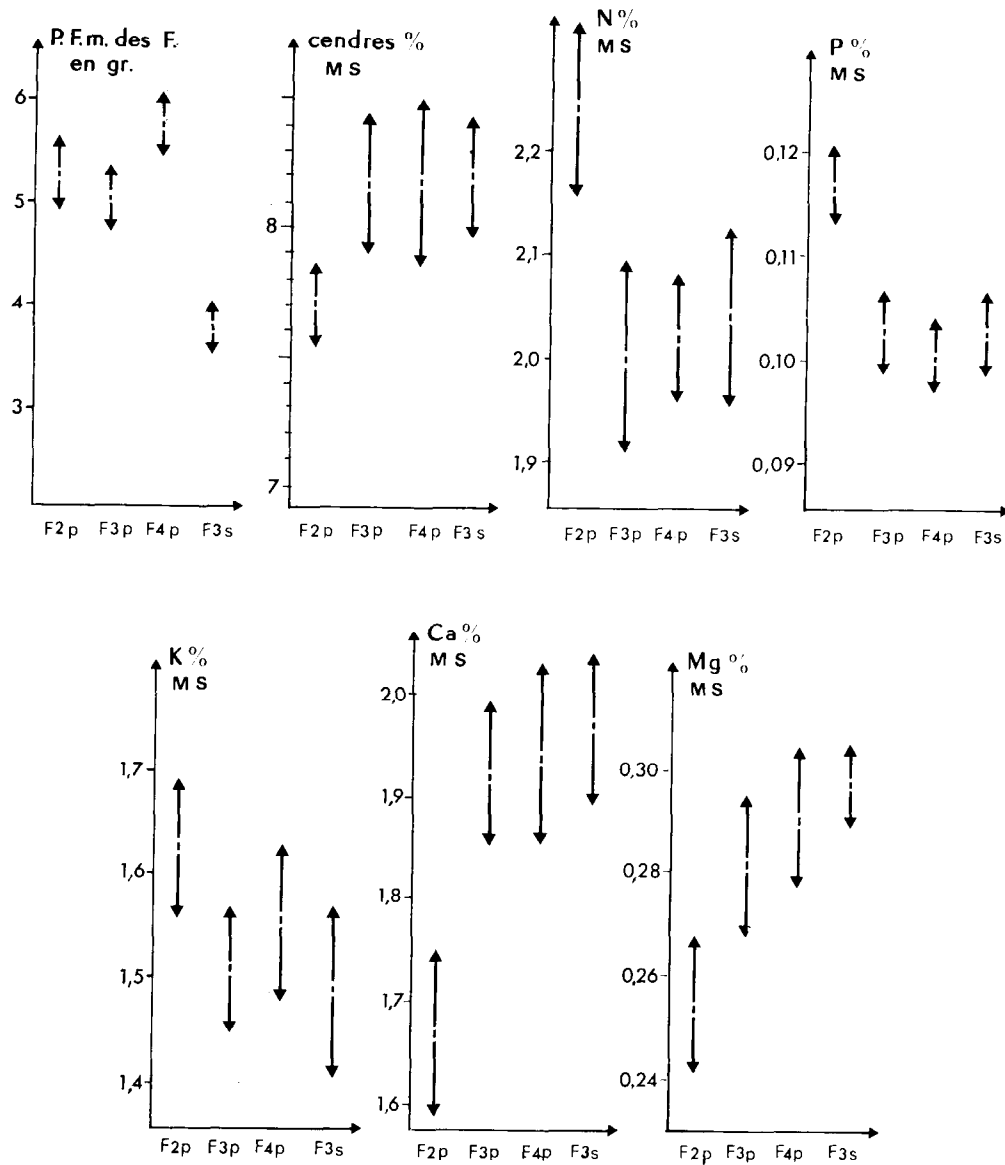 P.F.m. des F.
en gr.
6
5
4
3
F2p F3p F4p F3s
cendres %
MS
8
7
F2p F3p F4p F3s
N%
MS
2,2
2,1
2,0
1,9
F2p F3p F4p F3s
P%
MS
0,12
0,11
0,10
0,09
F2p F3p F4p F3s
K%
MS
1,7
1,6
1,5
1,4
F2p F3p F4p F3s
Ca%
MS
2,0
1,9
1,8
1,7
1,6
F2p F3p F4p F3s
Mg%
MS
0,30
0,28
0,26
0,24
F2p F3p F4p F3s